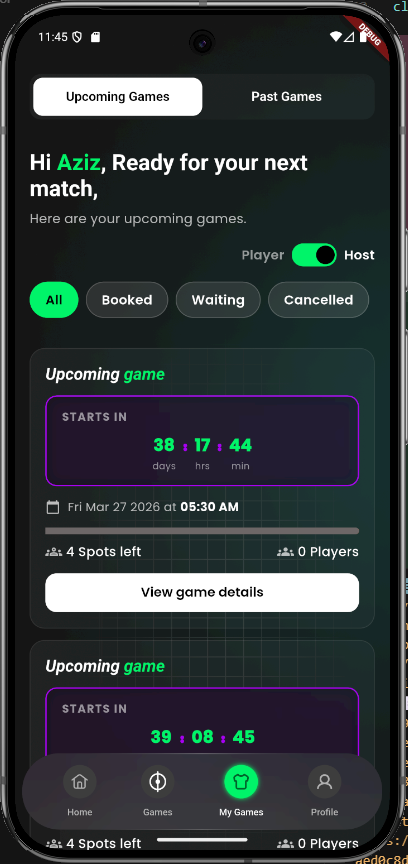 11:45
DEBUG
Upcoming Games
Past Games
Hi Aziz, Ready for your next
match,
Here are your upcoming games.
Player
Host
All
Booked
Waiting
Cancelled
Upcoming game
STARTS IN
38 : 17 : 44
days hrs min
Fri Mar 27 2026 at 05:30 AM
4 Spots left
0 Players
View game details
Upcoming game
STARTS IN
39 : 08 : 45
Home
Games
My Games
Profile
4 Spots left
0 Players